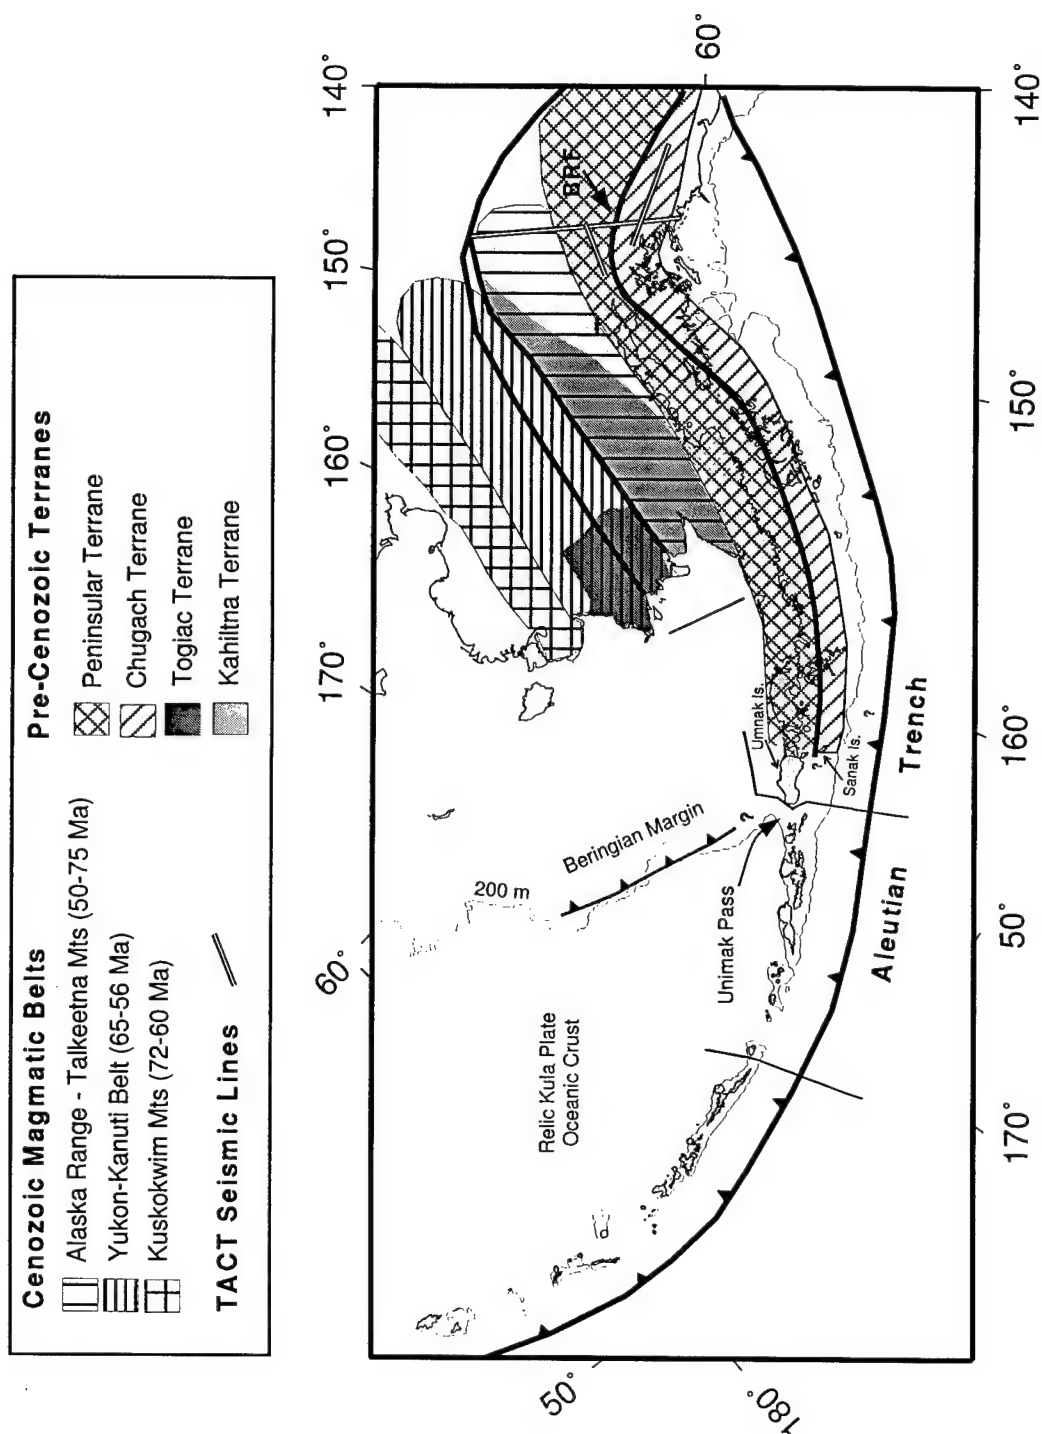 Cenozoic Magmatic Belts
Alaska Range - Talkeetna Mts (50-75 Ma)
Yukon-Kanuti Belt (65-56 Ma)
Kuskokwim Mts (72-60 Ma)
TACT Seismic Lines
Pre-Cenozoic Terranes
Peninsular Terrane
Chugach Terrane
Togiac Terrane
Kahiltna Terrane
60°
170°
160°
150°
140°
200 m
Beringian Margin
?
BRF
60°
Relic Kula Plate
Oceanic Crust
Unimak Pass
Umnak Is.
?
Sanak Is.
?
Aleutian
Trench
50°
180°
170°
50°
160°
150°
140°